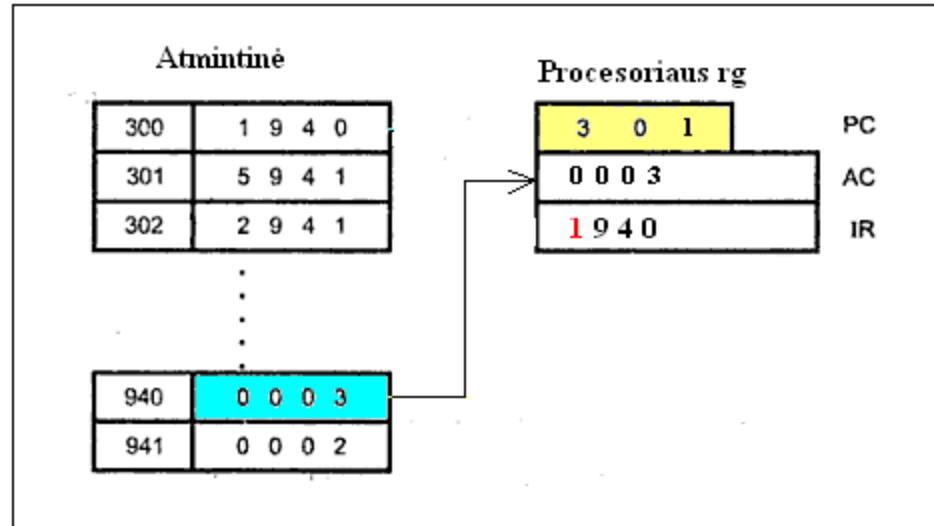 Atmintinė
Procesoriaus rg
300 1 9 4 0
301 5 9 4 1
302 2 9 4 1
3 0 1 PC
0 0 0 3 AC
1 9 4 0 IR
940 0 0 0 3
941 0 0 0 2